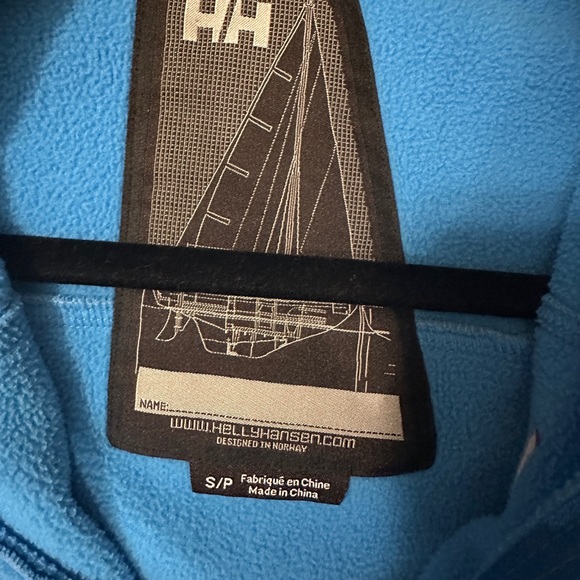 HH
NAME:
www.HellyHansen.com
DESIGNED IN NORWAY
S/P Fabriqué en Chine
Made in China